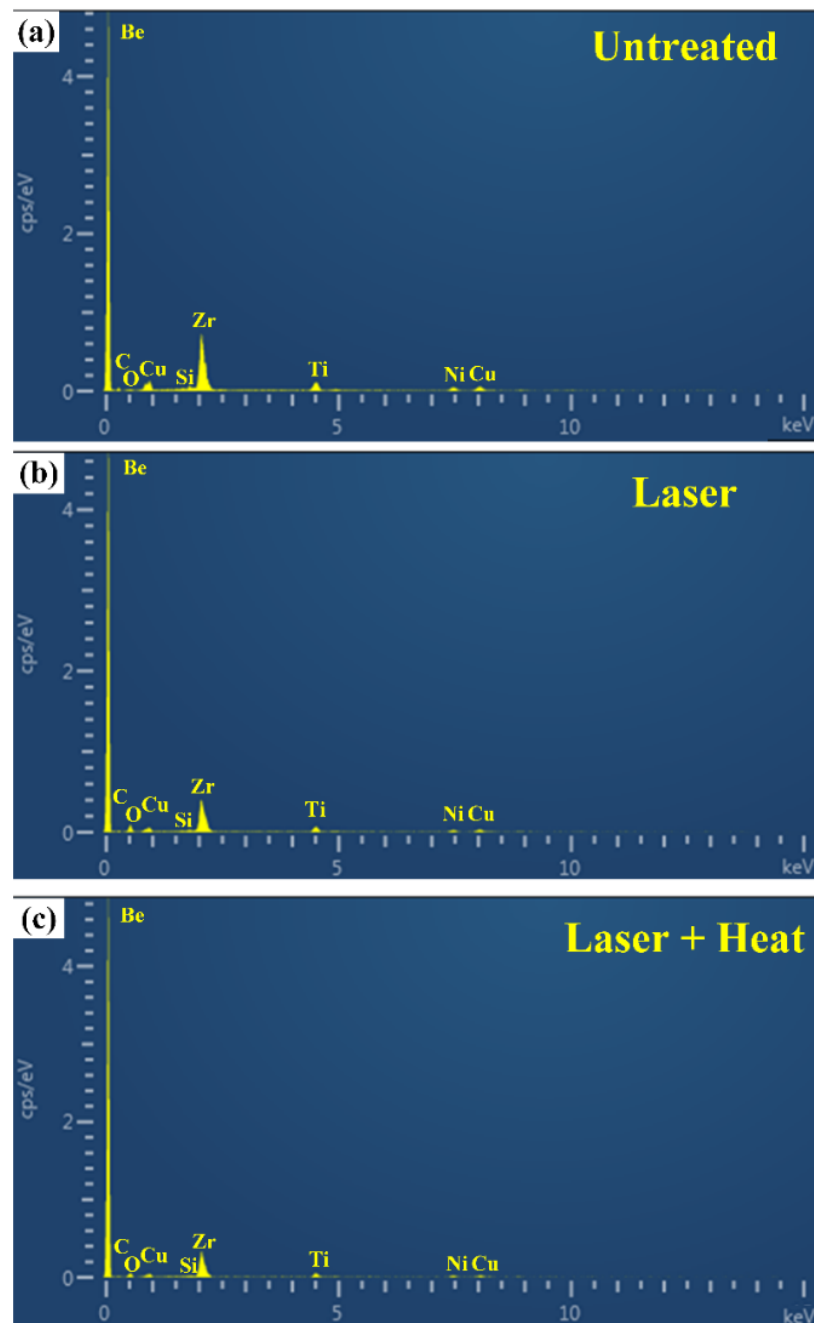 (a)
Be
Untreated
4
cps/eV
2
Zr
C
O
Cu
Si
Ti
Ni Cu
0
0
5
10
keV
(b)
Be
Laser
4
cps/eV
2
Zr
C
O
Cu
Si
Ti
Ni Cu
0
0
5
10
keV
(c)
Be
Laser + Heat
4
cps/eV
2
Zr
C
O
Cu
Si
Ti
Ni Cu
0
0
5
10
keV